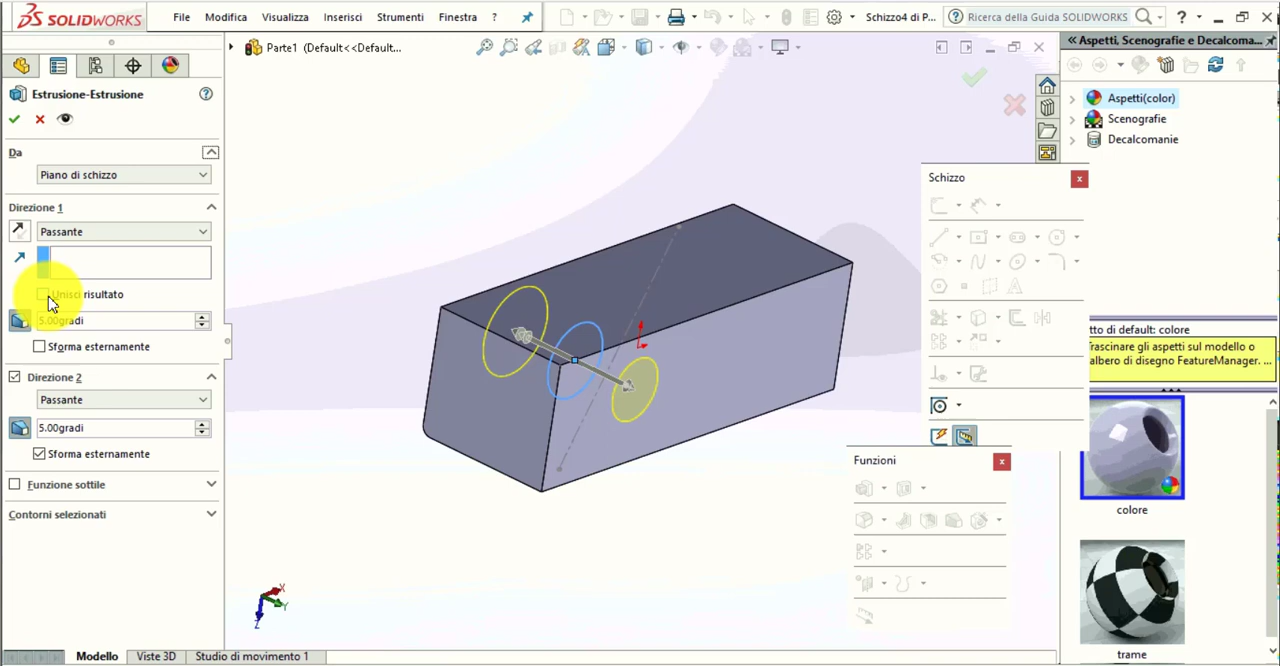 SOLIDWORKS
File Modifica Visualizza Inserisci Strumenti Finestra ?
Schizzo4 di P...
Ricerca della Guida SOLIDWORKS
?
Parte1 (Default<<Default...
Aspetti, Scenografie e Decalcoma...
Estrusione-Estrusione
Da
Piano di schizzo
Direzione 1
Passante
Unisci risultato
5.00gradi
Sforma esternamente
Direzione 2
Passante
5.00gradi
Sforma esternamente
Funzione sottile
Contorni selezionati
Aspetti(color)
Scenografie
Decalcomanie
Schizzo
Funzioni
tto di default: colore
Trascinare gli aspetti sul modello o
albero di disegno FeatureManager. ...
colore
trame
X
Y
Z
Modello Viste 3D Studio di movimento 1